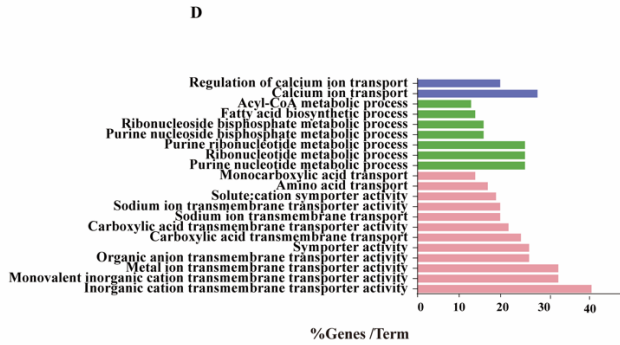 D
Regulation of calcium ion transport
Calcium ion transport
Acyl-CoA metabolic process
Fatty acid biosynthetic process
Ribonucleoside bisphosphate metabolic process
Purine nucleoside bisphosphate metabolic process
Purine ribonucleotide metabolic process
Ribonucleotide metabolic process
Purine nucleotide metabolic process
Monocarboxylic acid transport
Amino acid transport
Solute:cation symporter activity
Sodium ion transmembrane transporter activity
Sodium ion transmembrane transport
Carboxylic acid transmembrane transporter activity
Carboxylic acid transmembrane transport
Symporter activity
Organic anion transmembrane transporter activity
Metal ion transmembrane transporter activity
Monovalent inorganic cation transmembrane transporter activity
Inorganic cation transmembrane transporter activity
0 10 20 30 40
%Genes /Term